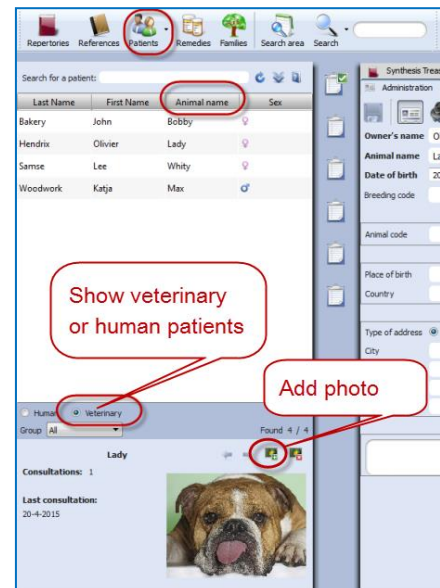 Repertories References Patients Remedies Families Search area Search
Search for a patient:
Synthesis Trea
Administration
Last Name First Name Animal name Sex
Bakery John Bobby ♀
Hendrix Olivier Lady ♀
Samse Lee Whity ♀
Woodwork Katja Max ♂
Owner's name O
Animal name La
Date of birth 20
Breeding code
Animal code
Place of birth
Country
Type of address
City
Show veterinary
or human patients
Add photo
Human Veterinary
Group All Found 4 / 4
Lady
Consultations: 1
Last consultation:
20-4-2015